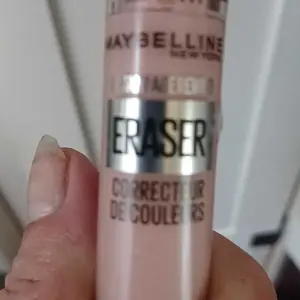 MAYBELLINE
NEW YORK
ERASER
CORRECTEUR
DE COULEURS